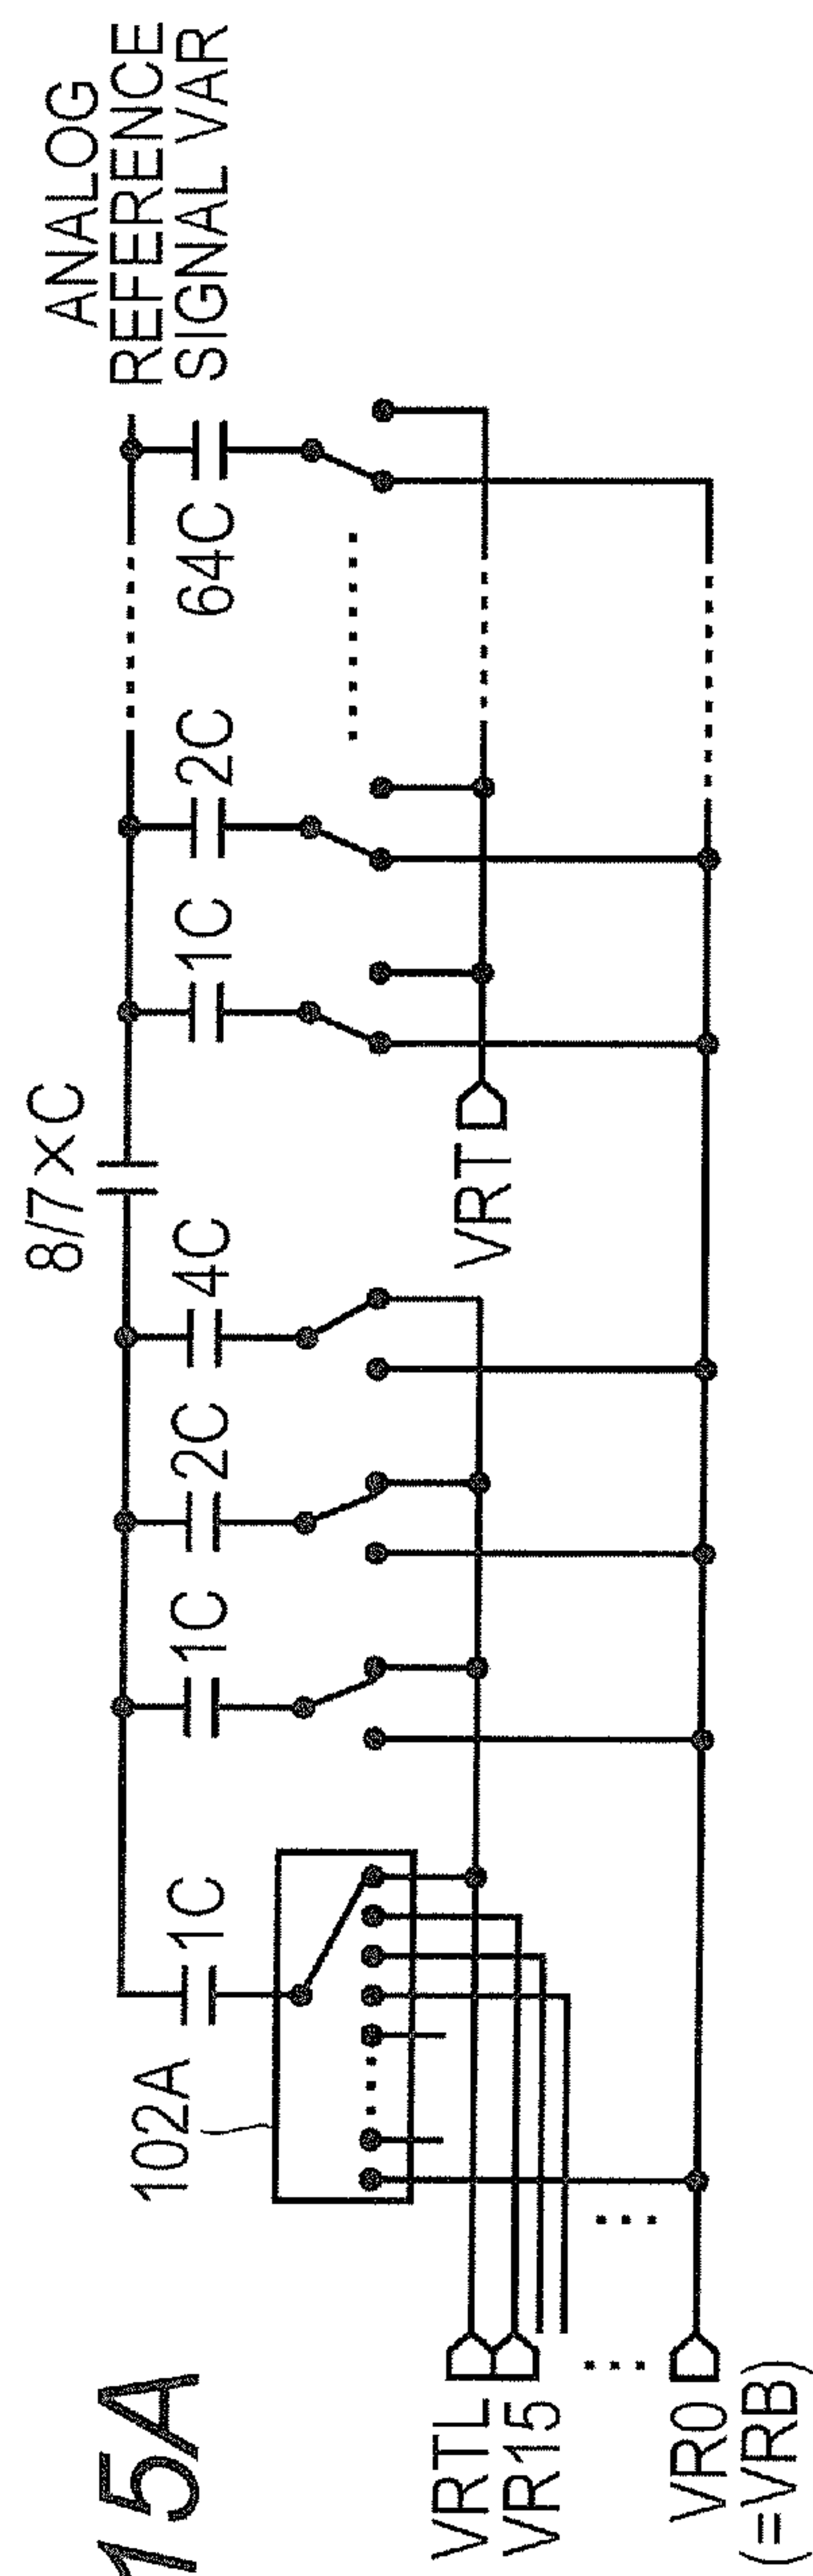 15A
ANALOG
REFERENCE
SIGNAL VAR
8/7×C
102A
1C
1C
2C
4C
1C
2C
64C
VRT
VRTL
VR15
VR0
(=VRB)